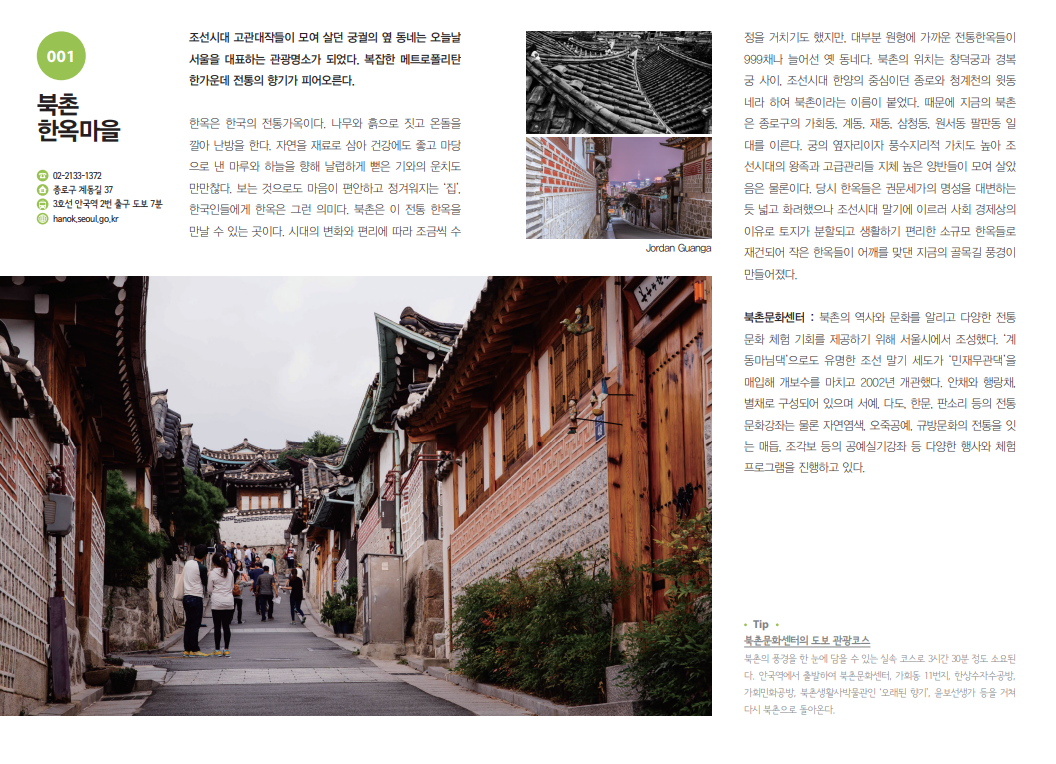 001
북촌
한옥마을
02-2133-1372
종로구 계동길 37
3호선 안국역 2번 출구 도보 7분
hanok.seoul.go.kr
조선시대 고관대작들이 모여 살던 궁궐의 옆 동네는 오늘날
서울을 대표하는 관광명소가 되었다. 복잡한 메트로폴리탄
한가운데 전통의 향기가 피어오른다.
한옥은 한국의 전통가옥이다. 나무와 흙으로 짓고 온돌을
깔아 난방을 한다. 자연을 재료로 삼아 건강에도 좋고 마당
으로 낸 마루와 하늘을 향해 날렵하게 뻗은 기와의 운치도
만만찮다. 보는 것으로도 마음이 편안하고 정겨워지는 ‘집’,
한국인들에게 한옥은 그런 의미다. 북촌은 이 전통 한옥을
만날 수 있는 곳이다. 시대의 변화와 편리에 따라 조금씩 수
Jordan Guanga
정을 거치기도 했지만, 대부분 원형에 가까운 전통한옥들이
999채나 늘어선 옛 동네다. 북촌의 위치는 창덕궁과 경복
궁 사이, 조선시대 한양의 중심이던 종로와 청계천의 윗동
네라 하여 북촌이라는 이름이 붙었다. 때문에 지금의 북촌
은 종로구의 가회동, 계동, 재동, 삼청동, 원서동 팔판동 일
대를 이른다. 궁의 옆자리이자 풍수지리적 가치도 높아 조
선시대의 왕족과 고급관리들 지체 높은 양반들이 모여 살았
음은 물론이다. 당시 한옥들은 권문세가의 명성을 대변하는
듯 넓고 화려했으나 조선시대 말기에 이르러 사회 경제상의
이유로 토지가 분할되고 생활하기 편리한 소규모 한옥들로
재건되어 작은 한옥들이 어깨를 맞댄 지금의 골목길 풍경이
만들어졌다.
북촌문화센터 : 북촌의 역사와 문화를 알리고 다양한 전통
문화 체험 기회를 제공하기 위해 서울시에서 조성했다. ‘계
동마님댁’으로도 유명한 조선 말기 세도가 ‘민재무관댁’을
매입해 개보수를 마치고 2002년 개관했다. 안채와 행랑채,
별채로 구성되어 있으며 서예, 다도, 한문, 판소리 등의 전통
문화강좌는 물론 자연염색, 오죽공예, 규방문화의 전통을 잇
는 매듭, 조각보 등의 공예실기강좌 등 다양한 행사와 체험
프로그램을 진행하고 있다.
• Tip •
북촌문화센터의 도보 관광코스
북촌의 풍경을 한 눈에 담을 수 있는 실속 코스로 3시간 30분 정도 소요된
다. 안국역에서 출발하여 북촌문화센터, 가회동 11번지, 한상수자수공방,
가회민화공방, 북촌생활사박물관인 ‘오래된 향기’, 윤보선생가 등을 거쳐
다시 북촌으로 돌아온다.